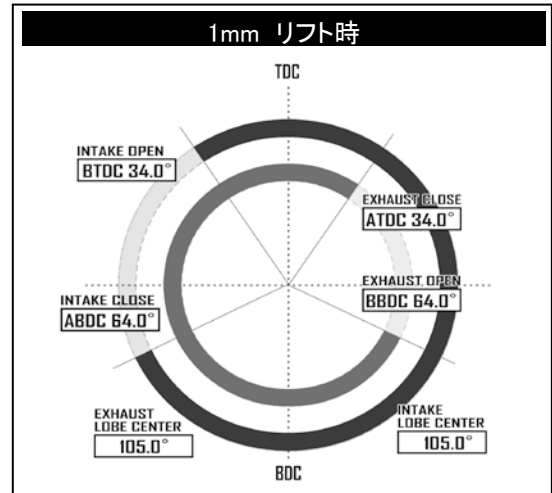 1mm リフト時
TDC
INTAKE OPEN
BTDC 34.0°
EXHAUST CLOSE
ATDC 34.0°
EXHAUST OPEN
BBDC 64.0°
INTAKE CLOSE
ABDC 64.0°
EXHAUST
LOBE CENTER
105.0°
INTAKE
LOBE CENTER
105.0°
BDC